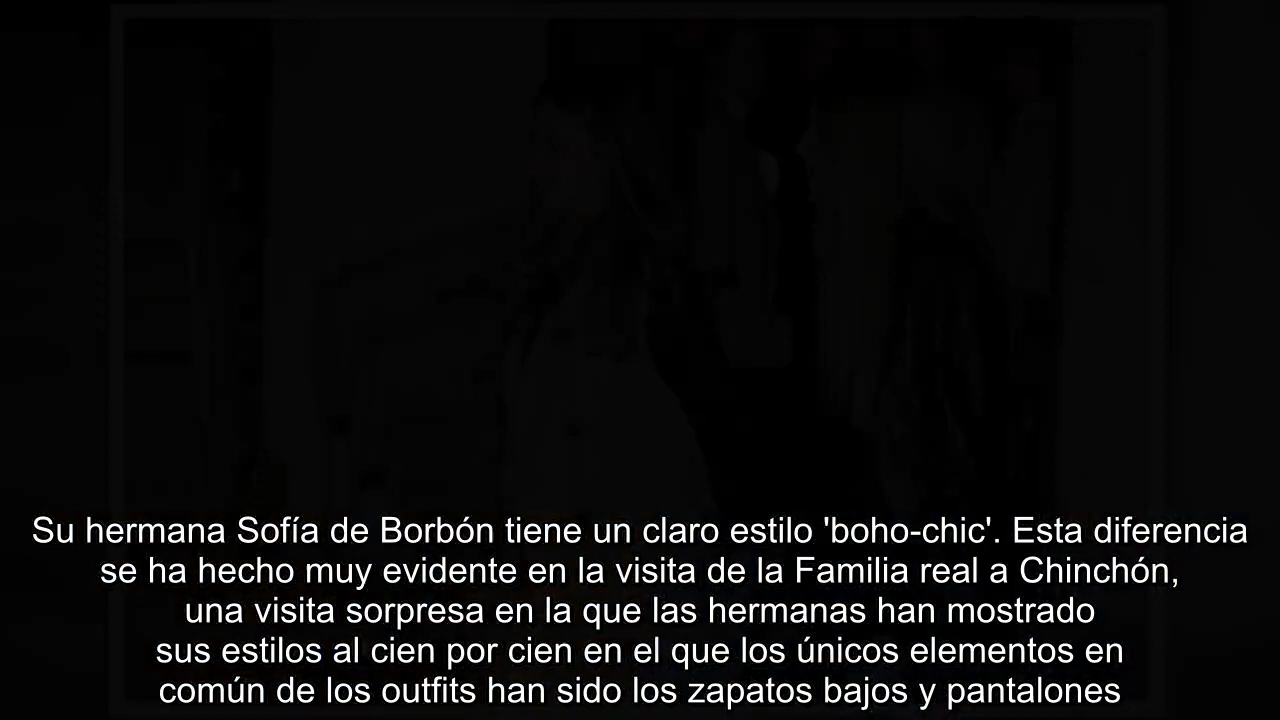 Su hermana Sofía de Borbón tiene un claro estilo 'boho-chic'. Esta diferencia
se ha hecho muy evidente en la visita de la Familia real a Chinchón,
una visita sorpresa en la que las hermanas han mostrado
sus estilos al cien por cien en el que los únicos elementos en
común de los outfits han sido los zapatos bajos y pantalones